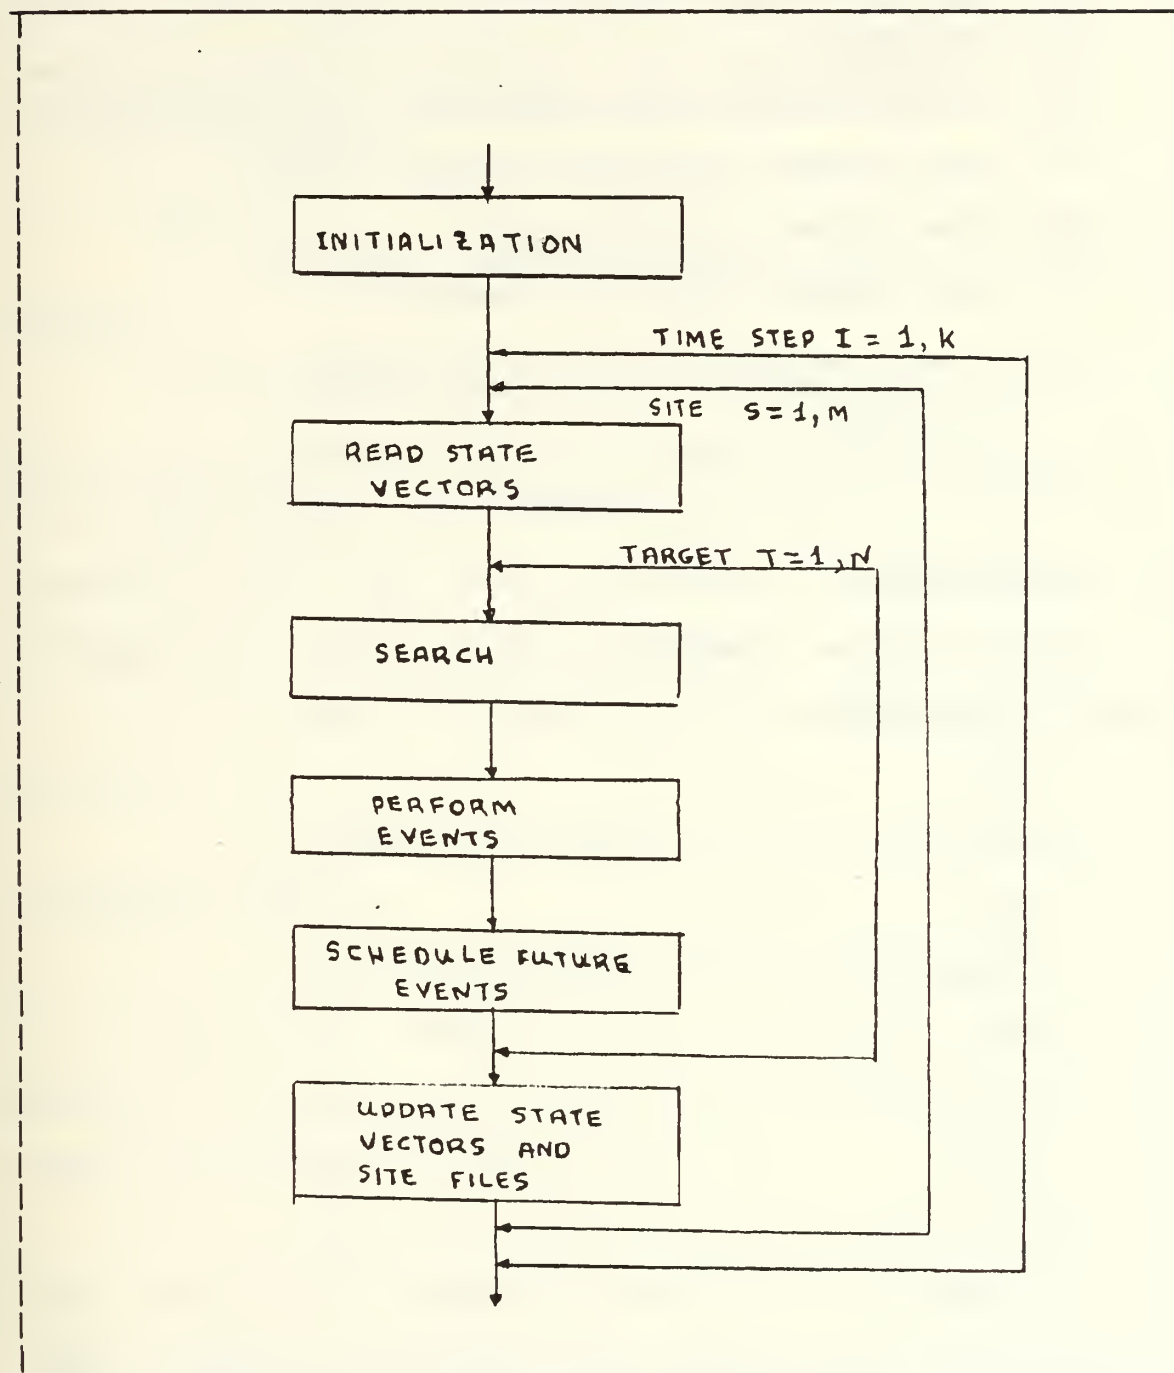 INITIALIZATION
TIME STEP I = 1, K
SITE S = 1, M
READ STATE
VECTORS
TARGET T = 1, N
SEARCH
PERFORM
EVENTS
SCHEDULE FUTURE
EVENTS
UPDATE STATE
VECTORS AND
SITE FILES